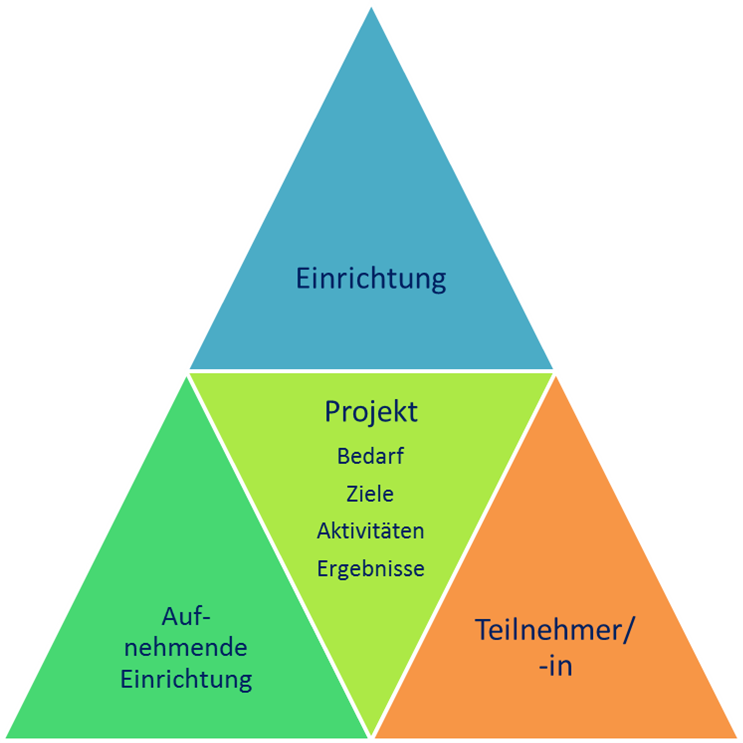 Einrichtung
Projekt
Bedarf
Ziele
Aktivitäten
Ergebnisse
Auf-
nehmende
Einrichtung
Teilnehmer/
-in